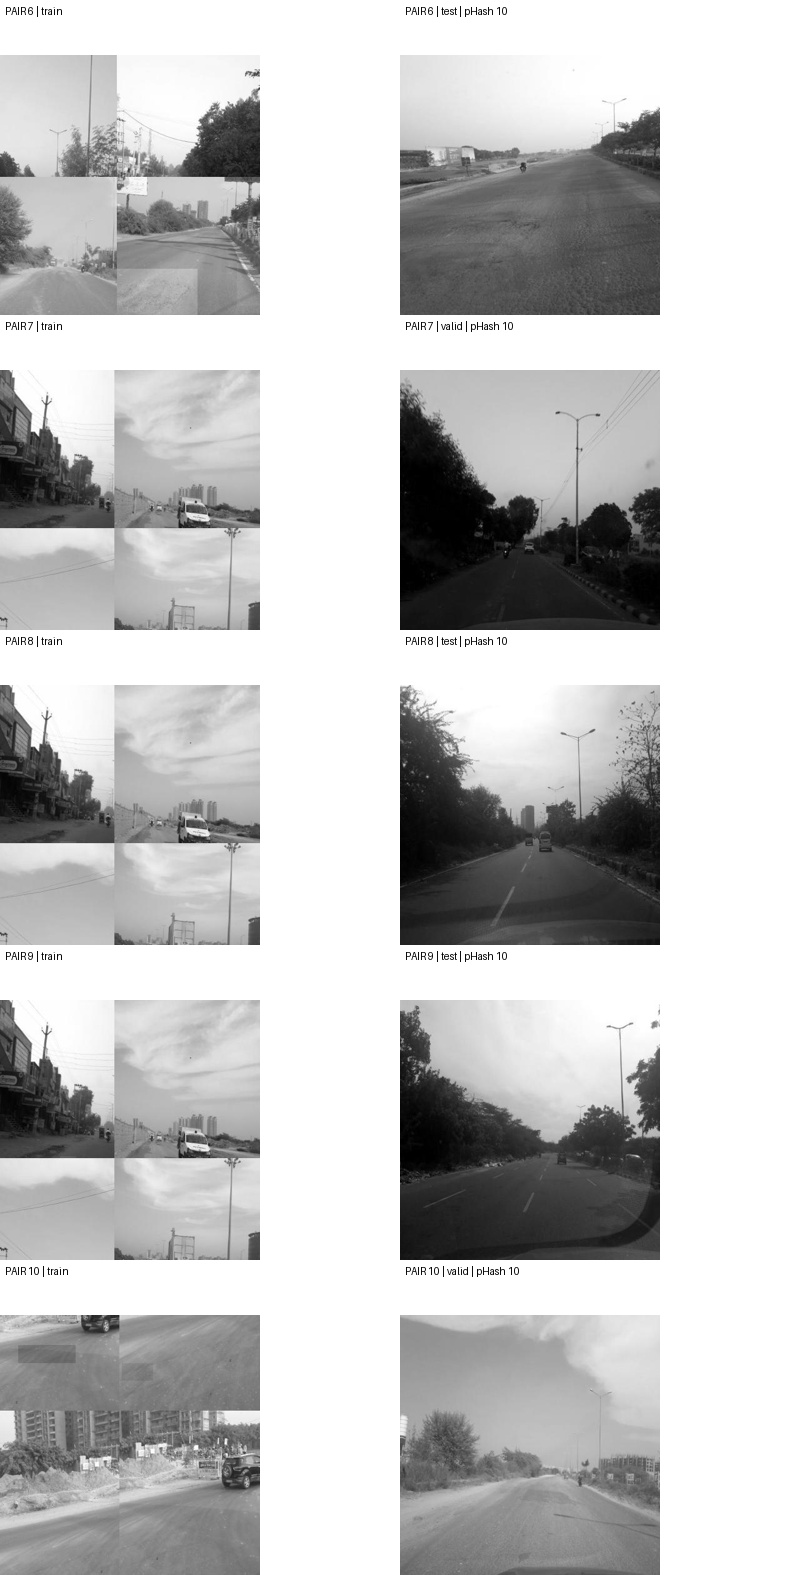 PAIR6 | train
PAIR6 | test | pHash 10
PAIR7 | train
PAIR7 | valid | pHash 10
PAIR8 | train
PAIR8 | test | pHash 10
PAIR9 | train
PAIR9 | test | pHash 10
PAIR10 | train
PAIR10 | valid | pHash 10